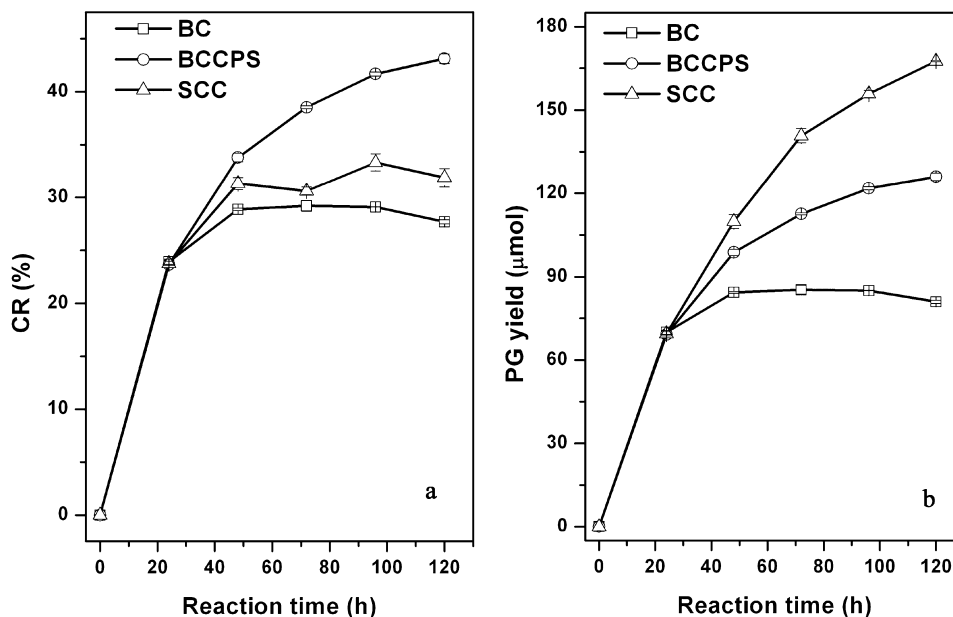 BC
BCCPS
SCC
CR (%)
40
30
20
10
0
a
0 20 40 60 80 100 120
Reaction time (h)
BC
BCCPS
SCC
PG yield (μmol)
180
150
120
90
60
30
0
b
0 20 40 60 80 100 120
Reaction time (h)